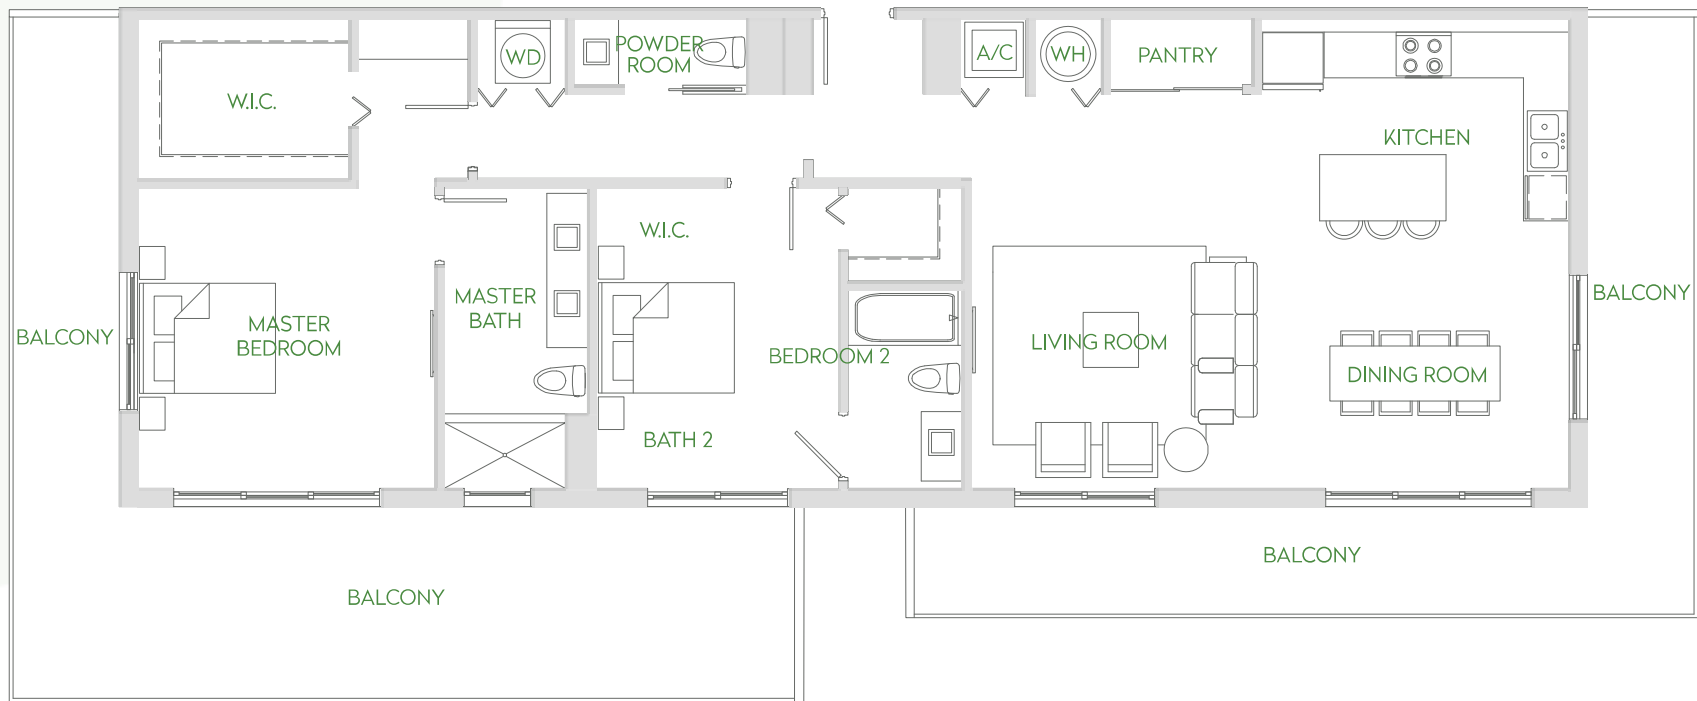 POWDER
ROOM
WD
A/C
WH
PANTRY
W.I.C.
KITCHEN
W.I.C.
BALCONY
MASTER
BATH
MASTER
BEDROOM
BALCONY
LIVING ROOM
BEDROOM 2
DINING ROOM
BATH 2
BALCONY
BALCONY